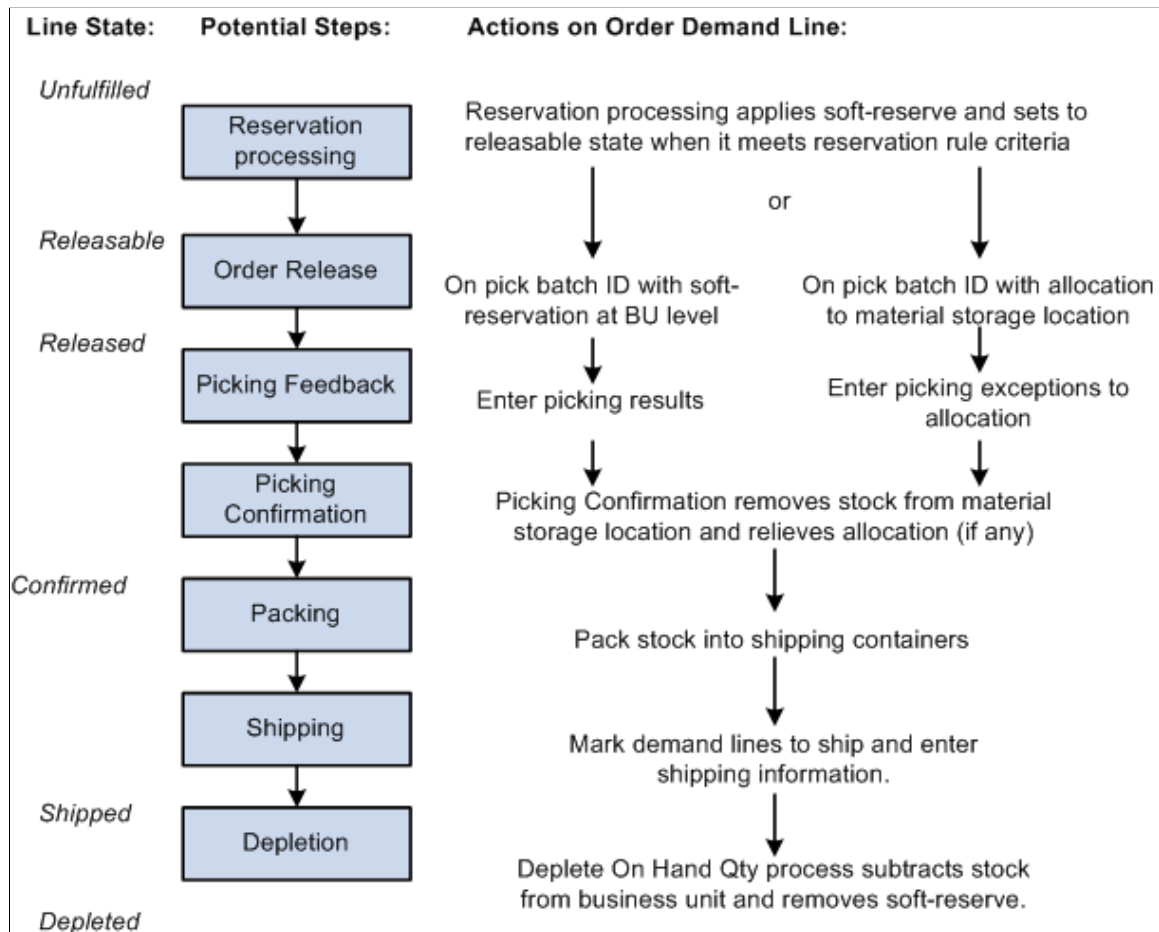 Line State:
Potential Steps:
Actions on Order Demand Line:
Unfulfilled
Reservation
processing
Reservation processing applies soft-reserve and sets to
releasable state when it meets reservation rule criteria
or
Releasable
Order Release
On pick batch ID with soft-
reservation at BU level
On pick batch ID with allocation
to material storage location
Released
Picking Feedback
Enter picking results
Enter picking exceptions to
allocation
Picking
Confirmation
Picking Confirmation removes stock from material
storage location and relieves allocation (if any)
Confirmed
Packing
Pack stock into shipping containers
Shipping
Mark demand lines to ship and enter
shipping information.
Shipped
Depletion
Deplete On Hand Qty process subtracts stock
from business unit and removes soft-reserve.
Depleted